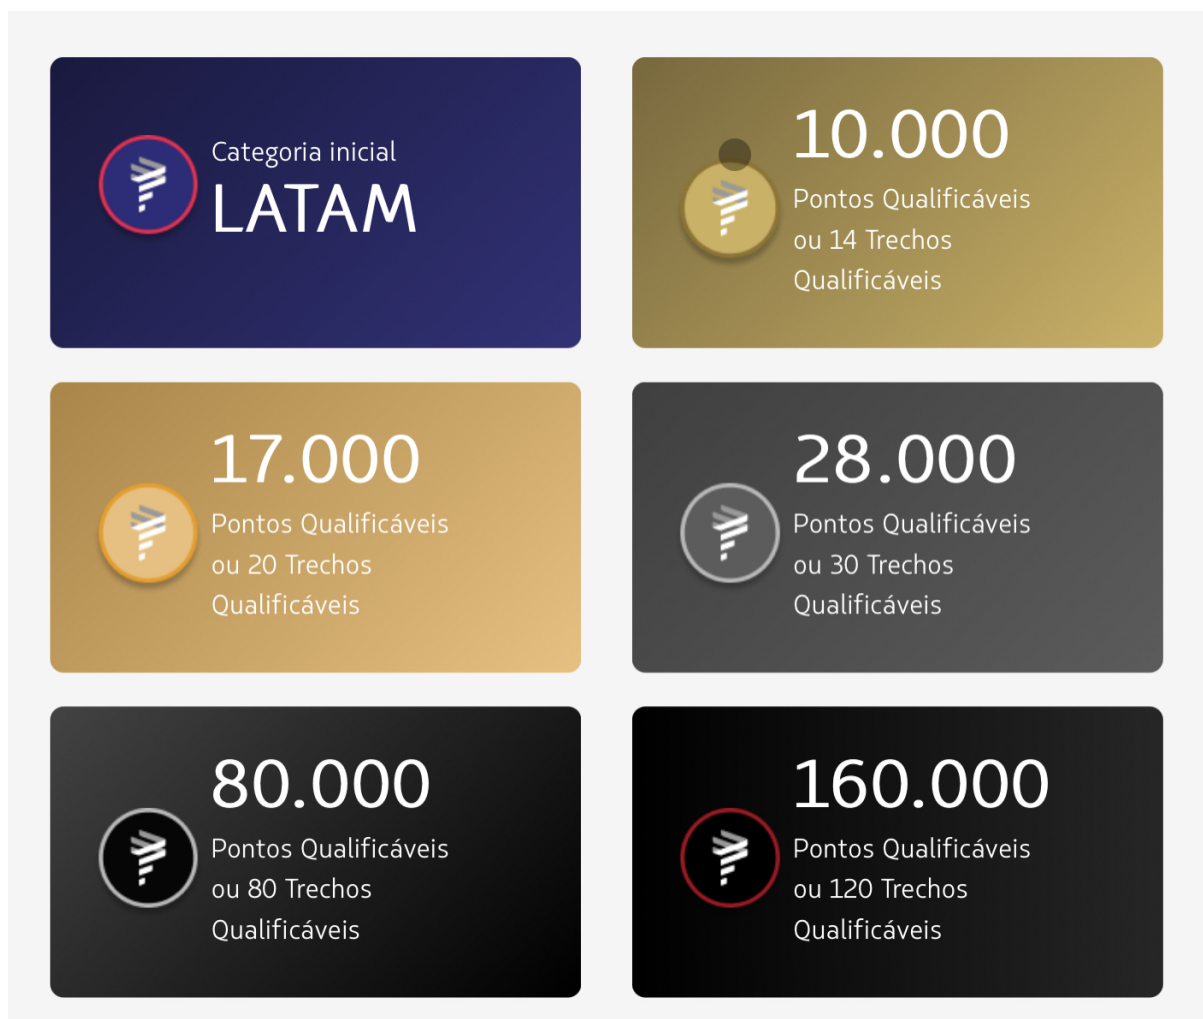 Categoria inicial
LATAM
10.000
Pontos Qualificáveis
ou 14 Trechos
Qualificáveis
17.000
Pontos Qualificáveis
ou 20 Trechos
Qualificáveis
28.000
Pontos Qualificáveis
ou 30 Trechos
Qualificáveis
80.000
Pontos Qualificáveis
ou 80 Trechos
Qualificáveis
160.000
Pontos Qualificáveis
ou 120 Trechos
Qualificáveis